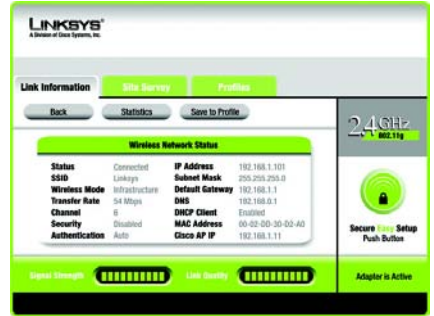 LINKSYS®
A Division of Cisco Systems, Inc.
Link Information
Site Survey
Profiles
Back
Statistics
Save to Profile
2.4 GHz
802.11g
Wireless Network Status
Status Connected
SSID Linksys
Wireless Mode Infrastructure
Transfer Rate 54 Mbps
Channel 6
Security Disabled
Authentication Auto
IP Address 192.168.1.101
Subnet Mask 255.255.255.0
Default Gateway 192.168.1.1
DNS 192.168.0.1
DHCP Client Enabled
MAC Address 00-02-DD-30-D2-A0
Cisco AP IP 192.168.1.11
Secure Easy Setup
Push Button
Signal Strength
Link Quality
Adapter is Active